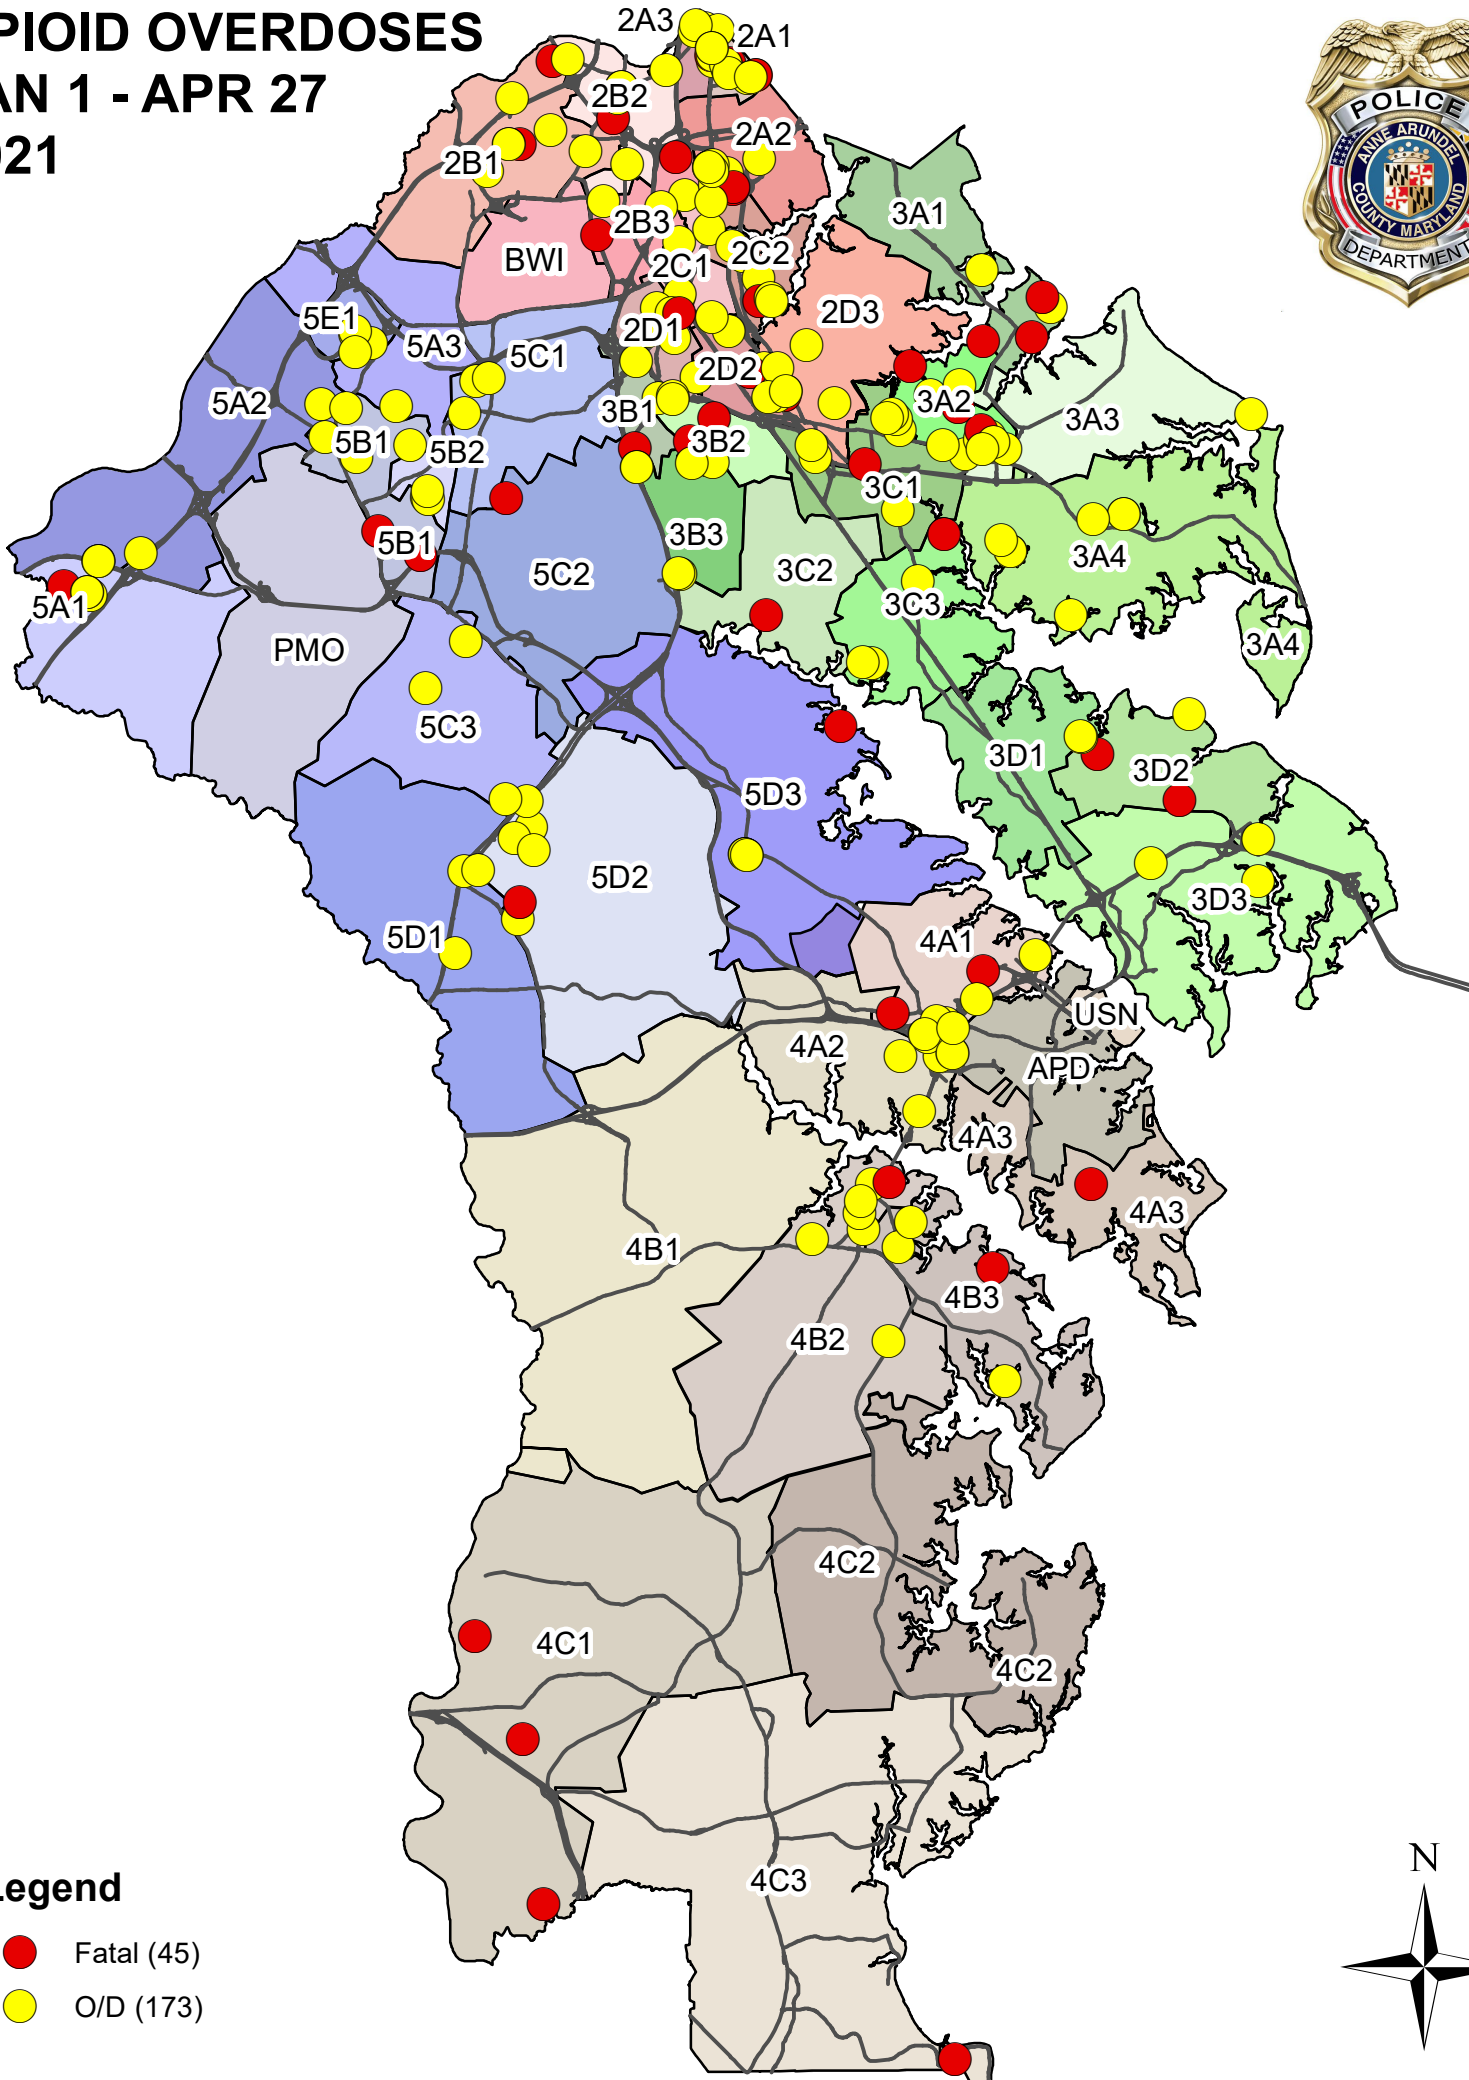 PIOID OVERDOSES
AN 1 - APR 27
021
POLICE
ANNE ARUNDEL
COUNTY MARYLAND
DEPARTMENT
2A3
2A1
2B2
2A2
2B1
3A1
2B3
BWI
2C1
2C2
5E1
5A3
2D1
2D3
5C1
2D2
5A2
3B1
3A2
3A3
5B1
5B2
3B2
3C1
3B3
5B1
5C2
3C2
3A4
5A1
3C3
PMO
3A4
5C3
3D1
3D2
5D3
5D2
3D3
5D1
4A1
USN
4A2
APD
4A3
4A3
4B1
4B3
4B2
4C2
4C1
4C2
4C3
N
Legend
Fatal (45)
O/D (173)